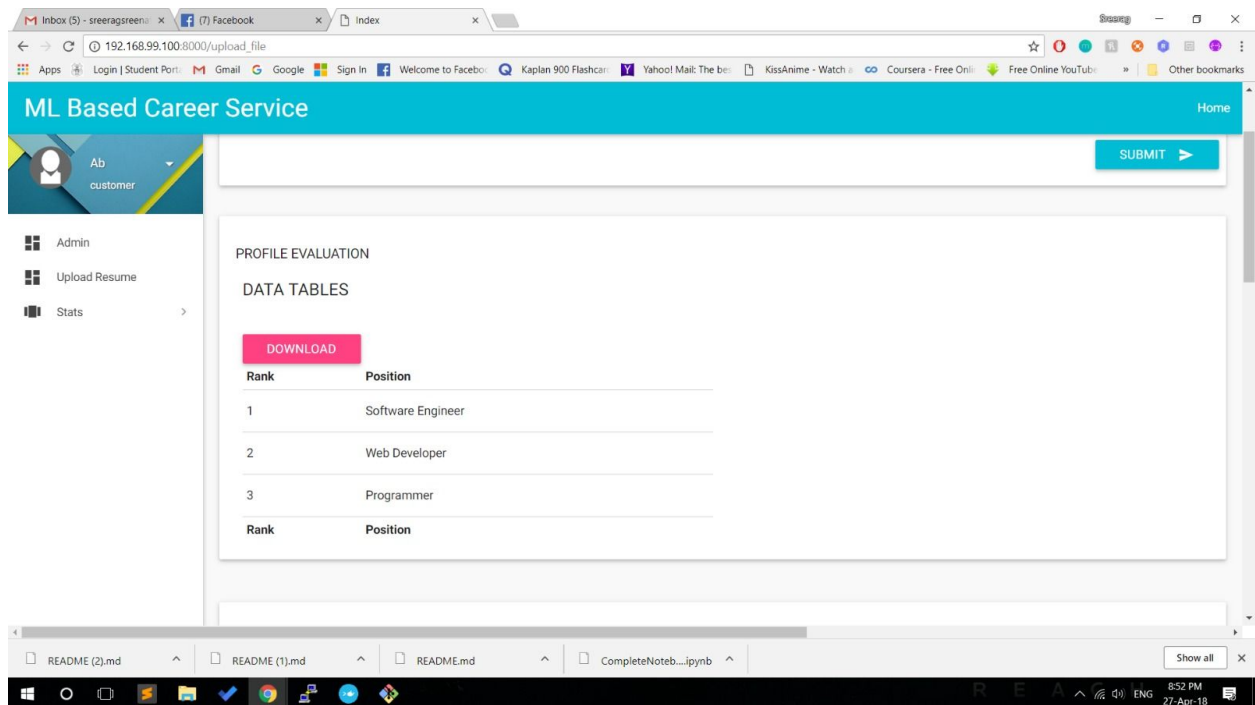 Inbox (5) - sreeragsreena
(7) Facebook
Index
Sreerag
192.168.99.100:8000/upload_file
Apps
Login | Student Port
Gmail
Google
Sign In
Welcome to Faceboo
Kaplan 900 Flashcar
Yahoo! Mail: The be
KissAnime - Watch a
Coursera - Free Onli
Free Online YouTub
»
Other bookmarks
ML Based Career Service
Home
Ab
customer
SUBMIT
Admin
Upload Resume
Stats
PROFILE EVALUATION
DATA TABLES
DOWNLOAD
Rank Position
1 Software Engineer
2 Web Developer
3 Programmer
Rank Position
README (2).md
README (1).md
README.md
CompleteNoteb....ipynb
Show all
R E A
ENG
8:52 PM
27-Apr-18